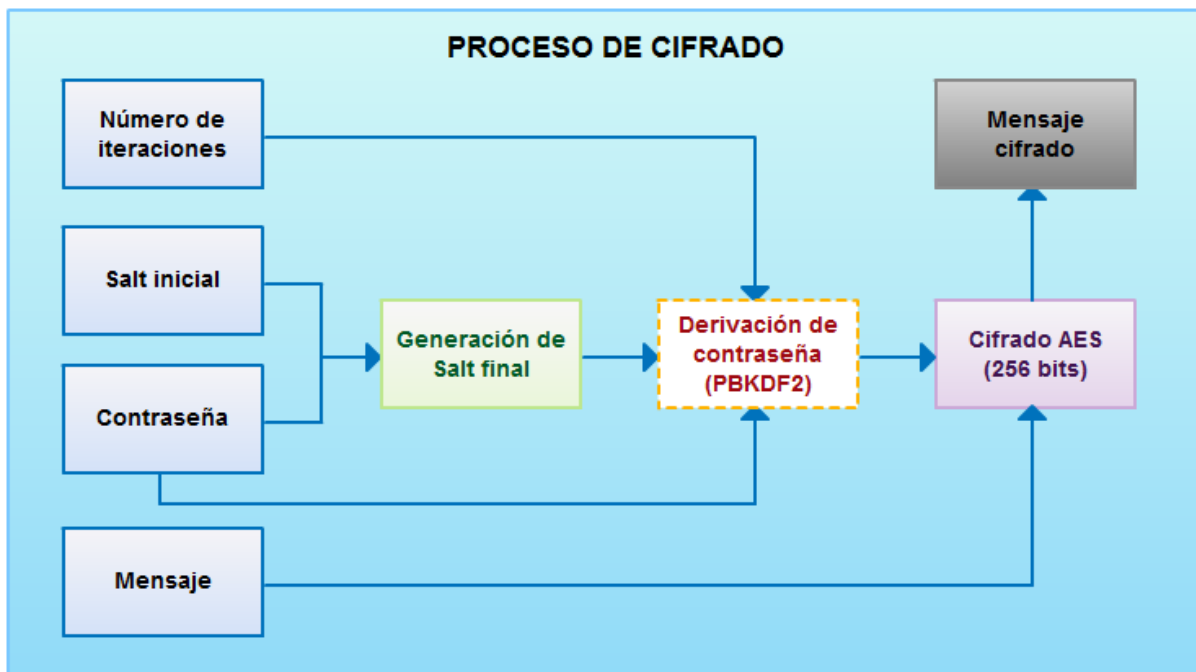 PROCESO DE CIFRADO
Número de
iteraciones
Mensaje
cifrado
Salt inicial
Generación de
Salt final
Derivación de
contraseña
(PBKDF2)
Cifrado AES
(256 bits)
Contraseña
Mensaje